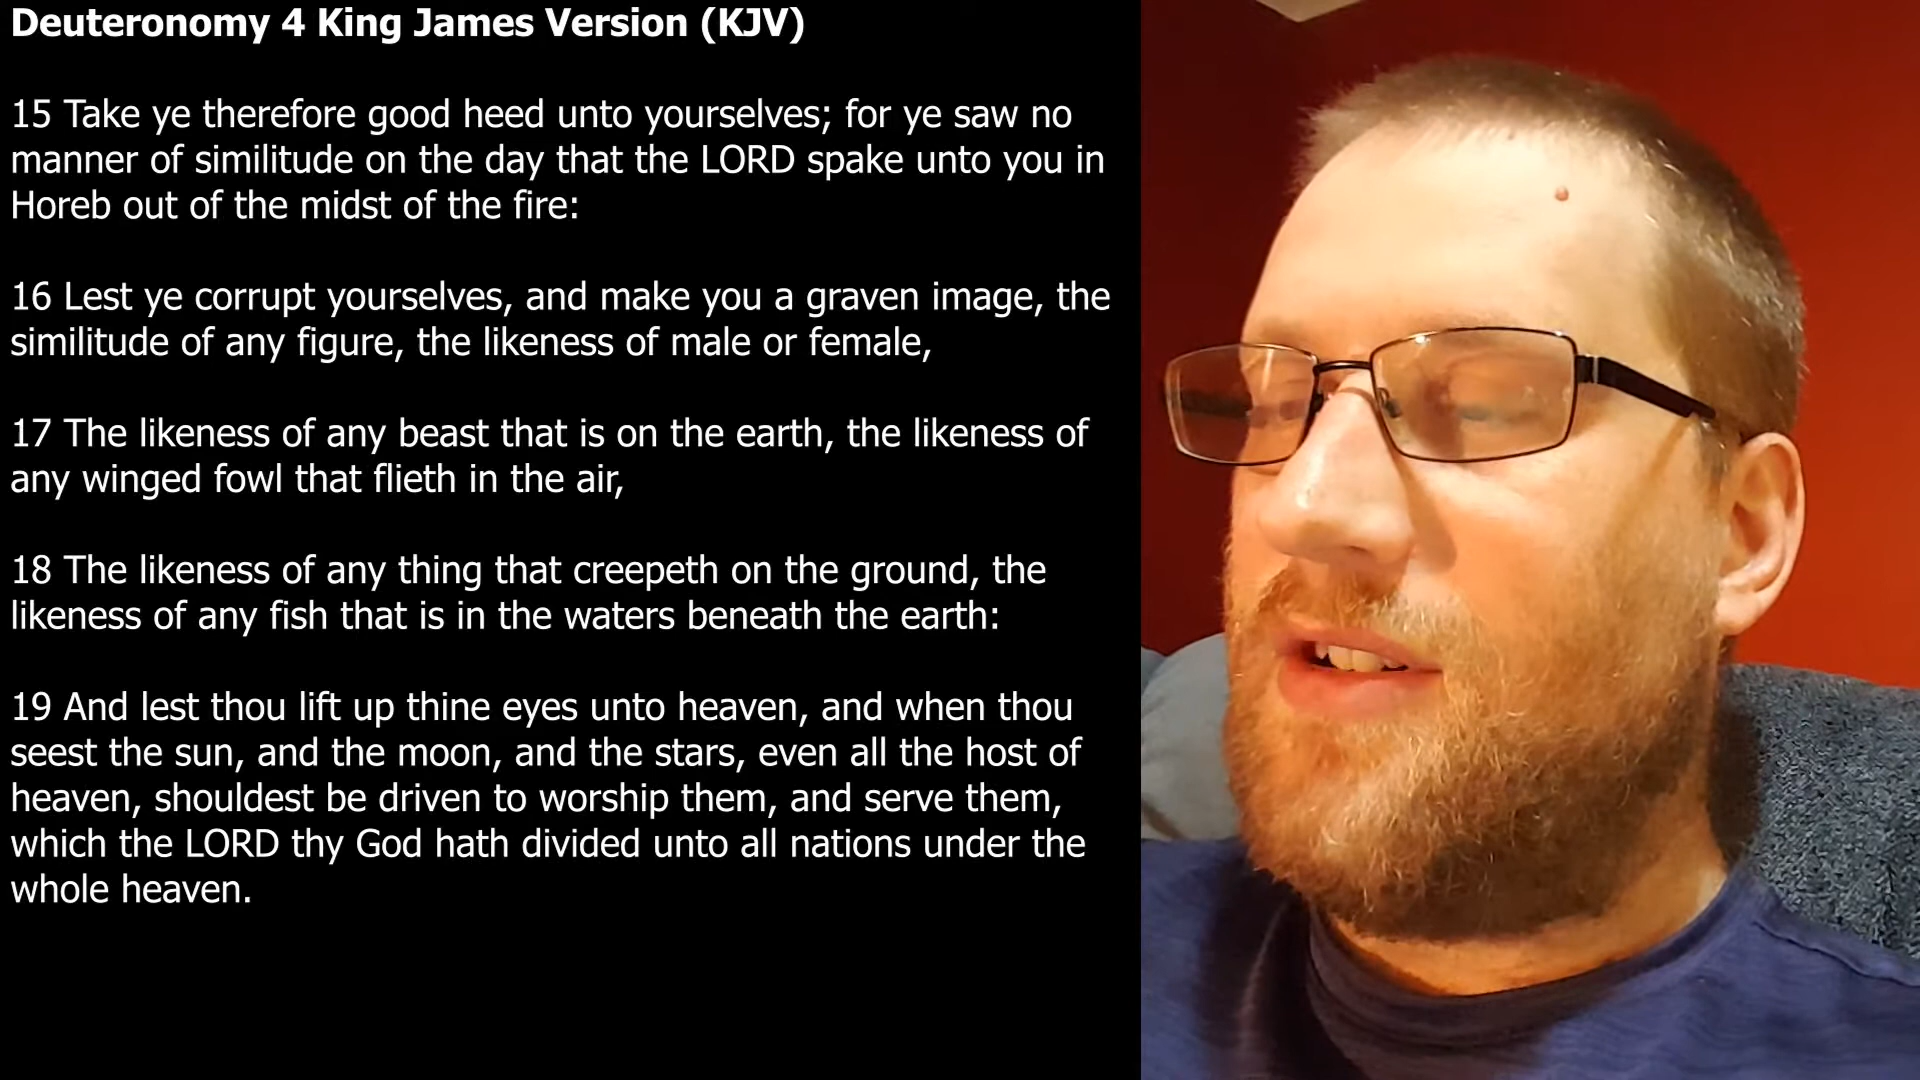 Deuteronomy 4 King James Version (KJV)
15 Take ye therefore good heed unto yourselves; for ye saw no
manner of similitude on the day that the LORD spake unto you in
Horeb out of the midst of the fire:
16 Lest ye corrupt yourselves, and make you a graven image, the
similitude of any figure, the likeness of male or female,
17 The likeness of any beast that is on the earth, the likeness of
any winged fowl that flieth in the air,
18 The likeness of any thing that creepeth on the ground, the
likeness of any fish that is in the waters beneath the earth:
19 And lest thou lift up thine eyes unto heaven, and when thou
seest the sun, and the moon, and the stars, even all the host of
heaven, shouldest be driven to worship them, and serve them,
which the LORD thy God hath divided unto all nations under the
whole heaven.